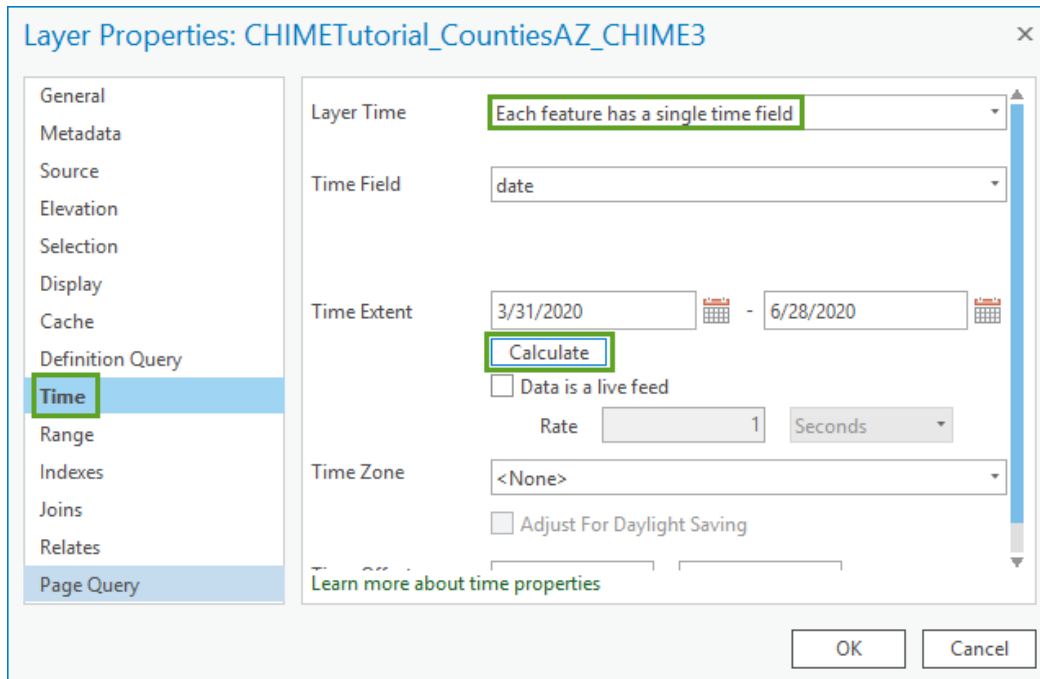 Layer Properties: CHIMETutorial_CountiesAZ_CHIME3
General
Metadata
Source
Elevation
Selection
Display
Cache
Definition Query
Time
Range
Indexes
Joins
Relates
Page Query
Layer Time Each feature has a single time field
Time Field date
Time Extent 3/31/2020 - 6/28/2020
Calculate
Data is a live feed
Rate 1 Seconds
Time Zone <None>
Adjust For Daylight Saving
Learn more about time properties
OK Cancel